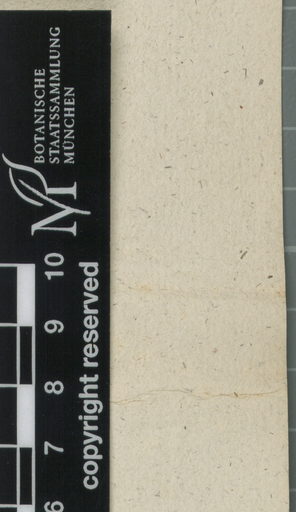 BOTANISCHE
STAATSSAMMLUNG
MÜNCHEN
copyright reserved
10
9
8
7
6